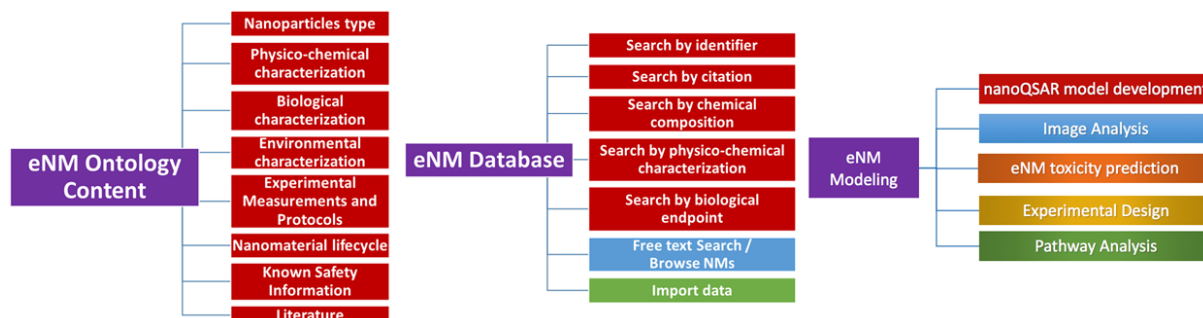 Nanoparticles type
Physico-chemical
characterization
Biological
characterization
eNM Ontology
Content
Environmental
characterization
Experimental
Measurements and
Protocols
Nanomaterial lifecycle
Known Safety
Information
Literature
Search by identifier
Search by citation
Search by chemical
composition
eNM Database
Search by physico-chemical
characterization
Search by biological
endpoint
Free text Search /
Browse NMs
Import data
eNM
Modeling
nanoQSAR model development
Image Analysis
eNM toxicity prediction
Experimental Design
Pathway Analysis